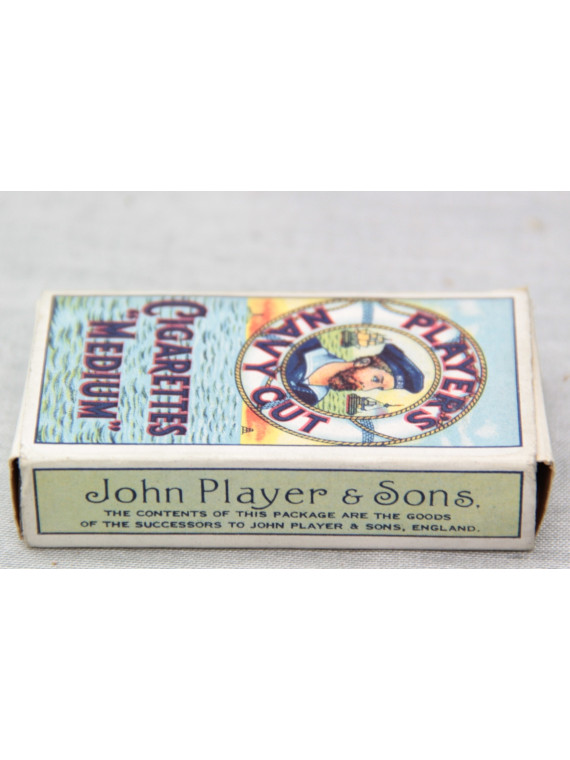 PLAYER'S
NAVY CUT
CIGARETTES
"MEDIUM"
John Player & Sons.
THE CONTENTS OF THIS PACKAGE ARE THE GOODS
OF THE SUCCESSORS TO JOHN PLAYER & SONS, ENGLAND.